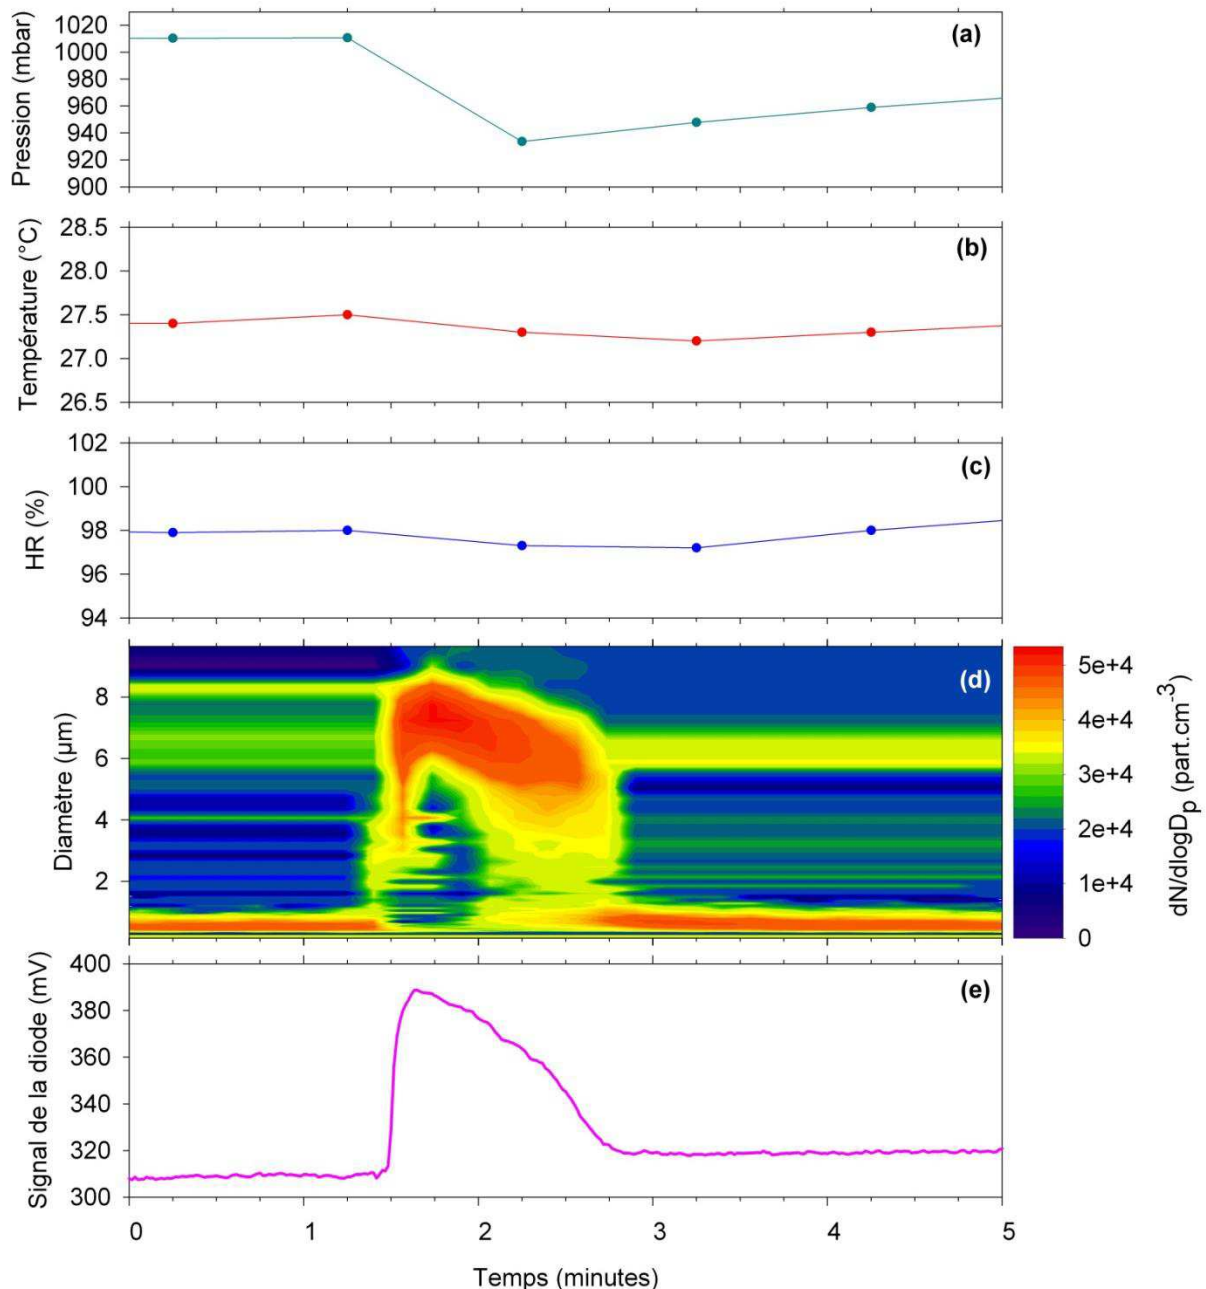 Pression (mbar)
1020
1000
980
960
940
920
900
(a)
Température (°C)
28.5
28.0
27.5
27.0
26.5
(b)
HR (%)
102
100
98
96
94
(c)
Diamètre (µm)
8
6
4
2
(d)
5e+4
4e+4
3e+4
2e+4
1e+4
0
dN/dlogDp (part.cm-3)
Signal de la diode (mV)
400
380
360
340
320
300
(e)
0 1 2 3 4 5
Temps (minutes)